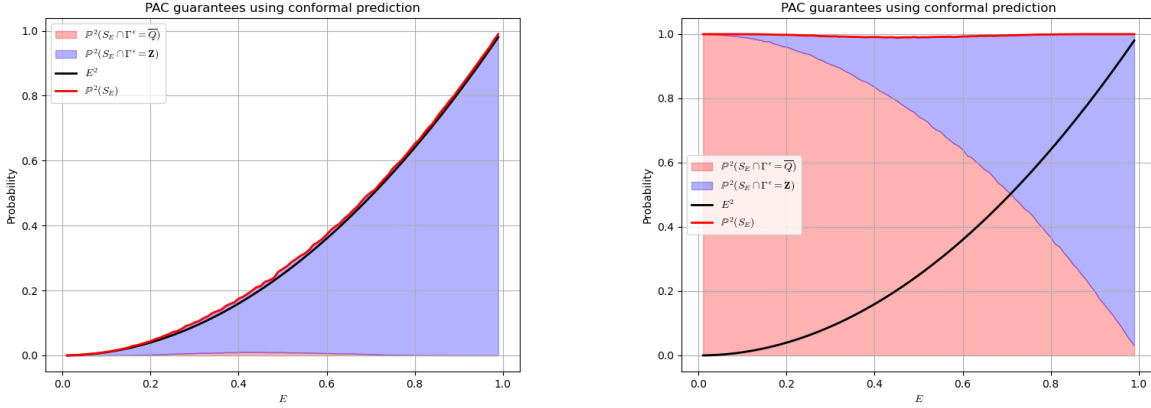 PAC guarantees using conformal prediction
ℙ²(S_E ∩ Γ^ϵ = Q̅)
ℙ²(S_E ∩ Γ^ϵ = 𝐙)
E²
ℙ²(S_E)
Probability
1.0
0.8
0.6
0.4
0.2
0.0
0.0 0.2 0.4 0.6 0.8 1.0
E
PAC guarantees using conformal prediction
1.0
0.8
0.6
0.4
0.2
0.0
Probability
ℙ²(S_E ∩ Γ^ϵ = Q̅)
ℙ²(S_E ∩ Γ^ϵ = 𝐙)
E²
ℙ²(S_E)
0.0 0.2 0.4 0.6 0.8 1.0
E